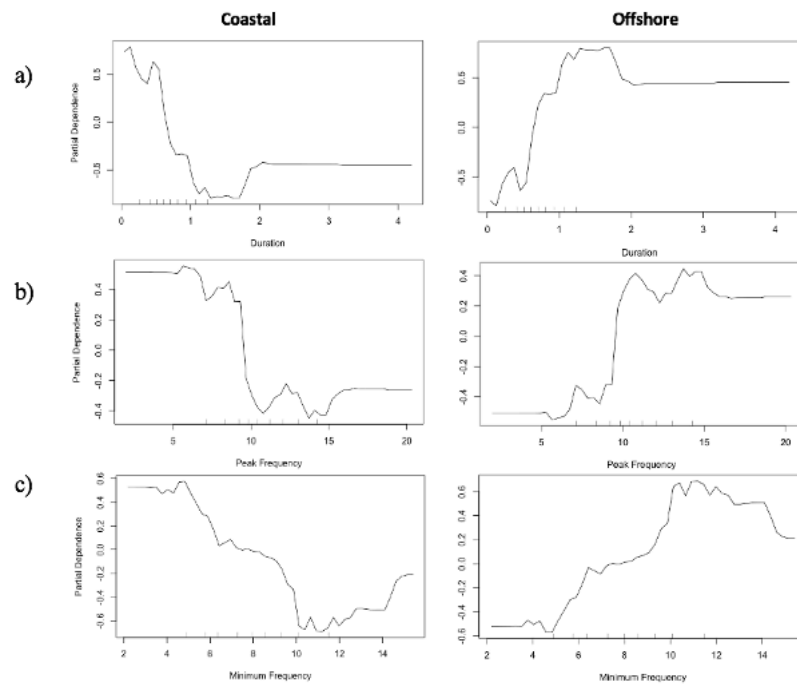 Coastal Offshore
a)
Partial Dependence
0.5
0.0
-0.5
0 1 2 3 4
Duration
0.5
0.0
-0.5
0 1 2 3 4
Duration
b)
Partial Dependence
0.4
0.2
0.0
-0.2
-0.4
5 10 15 20
Peak Frequency
0.4
0.2
0.0
-0.2
-0.4
5 10 15 20
Peak Frequency
c)
Partial Dependence
0.6
0.4
0.2
0.0
-0.2
-0.4
-0.6
2 4 6 8 10 12 14
Minimum Frequency
0.6
0.4
0.2
0.0
-0.2
-0.4
-0.6
2 4 6 8 10 12 14
Minimum Frequency